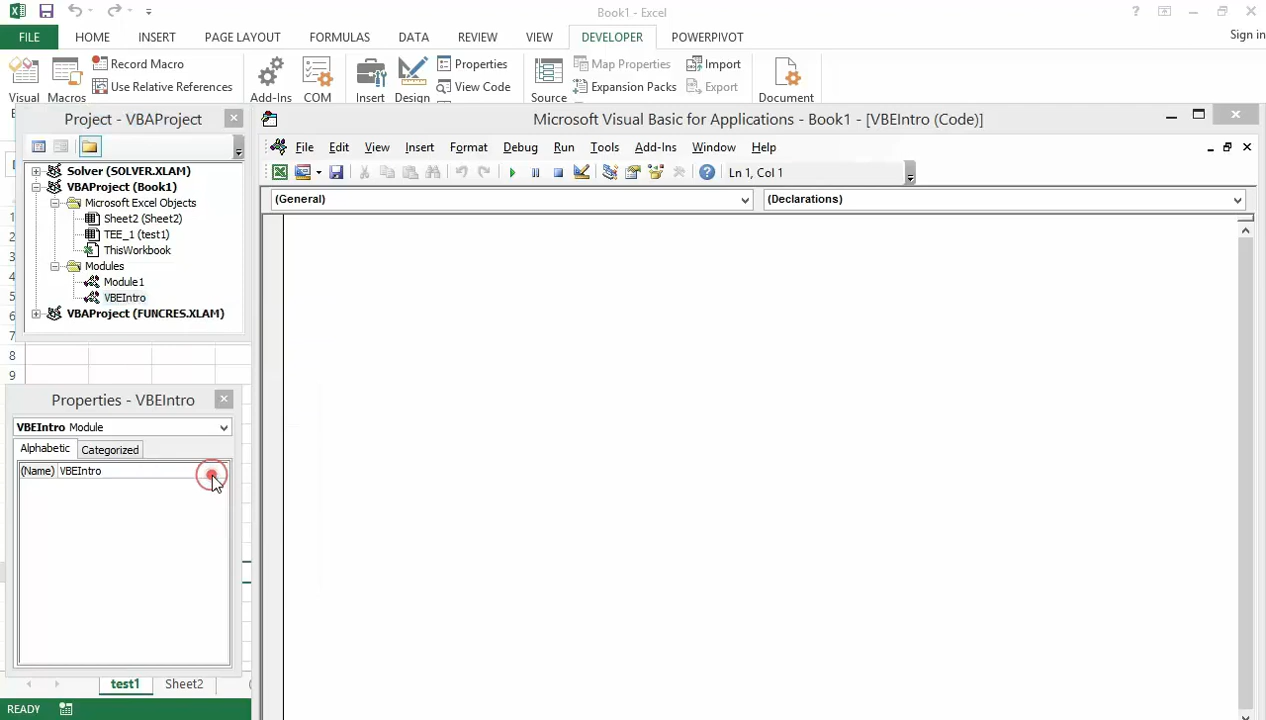 Book1 - Excel
Sign in
FILE HOME INSERT PAGE LAYOUT FORMULAS DATA REVIEW VIEW DEVELOPER POWERPIVOT
Record Macro
Use Relative References
Visual Macros
Add-Ins COM
Insert Design
Properties
View Code
Source
Map Properties
Expansion Packs
Import
Export
Document
Project - VBAProject
Solver (SOLVER.XLAM)
VBAProject (Book1)
Microsoft Excel Objects
Sheet2 (Sheet2)
TEE_1 (test1)
ThisWorkbook
Modules
Module1
VBEIntro
VBAProject (FUNCRES.XLAM)
1
2
3
4
5
6
7
8
9
Properties - VBEIntro
VBEIntro Module
Alphabetic Categorized
(Name) VBEIntro
Microsoft Visual Basic for Applications - Book1 - [VBEIntro (Code)]
File Edit View Insert Format Debug Run Tools Add-Ins Window Help
Ln 1, Col 1
(General) (Declarations)
test1 Sheet2
READY